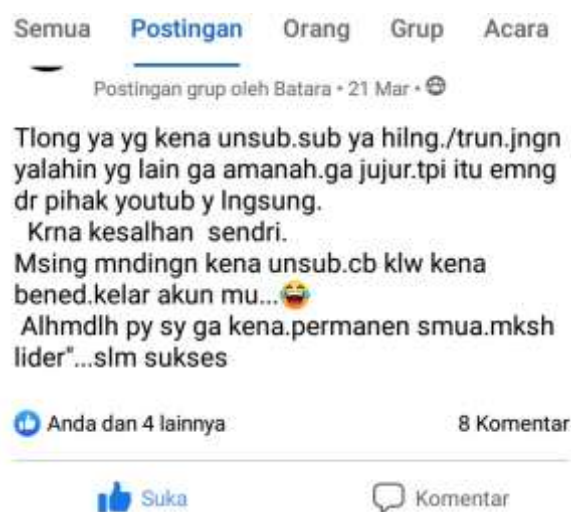 Semua Postingan Orang Grup Acara
Postingan grup oleh Batara • 21 Mar •
Tlong ya yg kena unsub.sub ya hilng./trun.jngn
yalahin yg lain ga amanah.ga jujur.tpi itu emng
dr pihak youtub y lngsung.
Krna kesalhan sendri.
Msing mndingn kena unsub.cb klw kena
bened.kelar akun mu...😂
Alhmdlh py sy ga kena.permanen smua.mksh
lider"...slm sukses
Anda dan 4 lainnya 8 Komentar
Suka Komentar